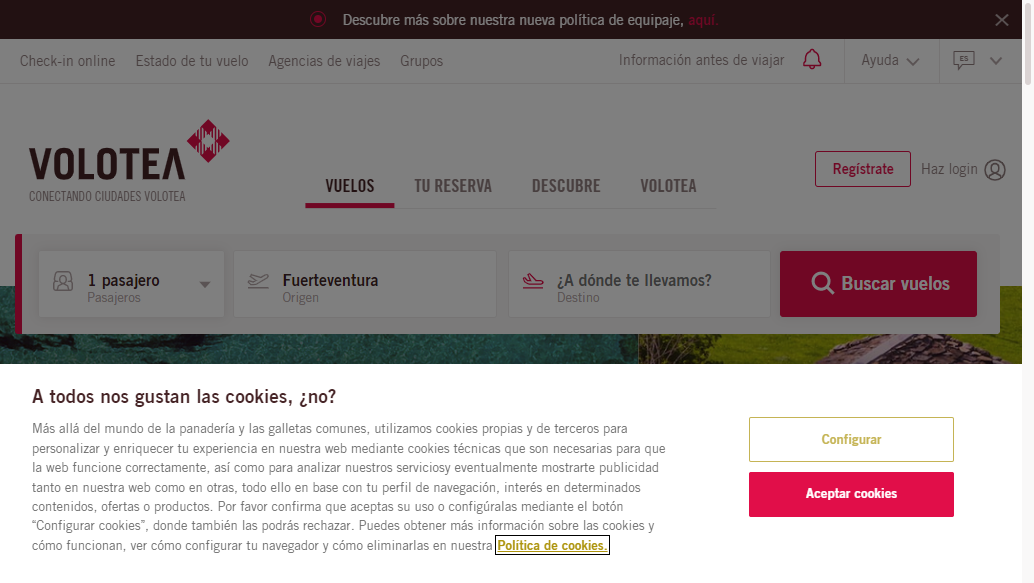 Descubre más sobre nuestra nueva política de equipaje, aquí.
Check-in online Estado de tu vuelo Agencias de viajes Grupos Información antes de viajar Ayuda ES
VOLOTEA
CONECTANDO CIUDADES VOLOTEA
VUELOS TU RESERVA DESCUBRE VOLOTEA
Regístrate Haz login
1 pasajero
Pasajeros
Fuerteventura
Origen
¿A dónde te llevamos?
Destino
Buscar vuelos
A todos nos gustan las cookies, ¿no?
Más allá del mundo de la panadería y las galletas comunes, utilizamos cookies propias y de terceros para
personalizar y enriquecer tu experiencia en nuestra web mediante cookies técnicas que son necesarias para que
la web funcione correctamente, así como para analizar nuestros serviciosy eventualmente mostrarte publicidad
tanto en nuestra web como en otras, todo ello en base con tu perfil de navegación, interés en determinados
contenidos, ofertas o productos. Por favor confirma que aceptas su uso o configúralas mediante el botón
“Configurar cookies”, donde también las podrás rechazar. Puedes obtener más información sobre las cookies y
cómo funcionan, ver cómo configurar tu navegador y cómo eliminarlas en nuestra Política de cookies.
Configurar
Aceptar cookies